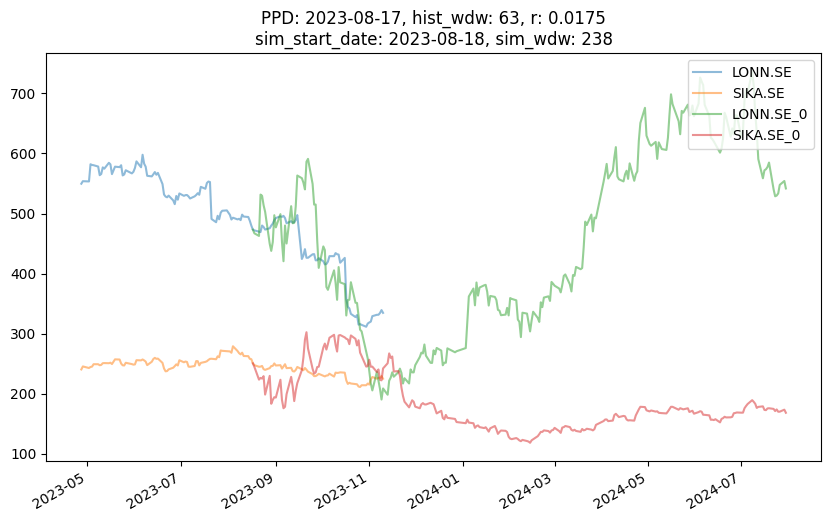 PPD: 2023-08-17, hist_wdw: 63, r: 0.0175
sim_start_date: 2023-08-18, sim_wdw: 238
LONN.SE
SIKA.SE
LONN.SE_0
SIKA.SE_0
700
600
500
400
300
200
100
2023-05
2023-07
2023-09
2023-11
2024-01
2024-03
2024-05
2024-07